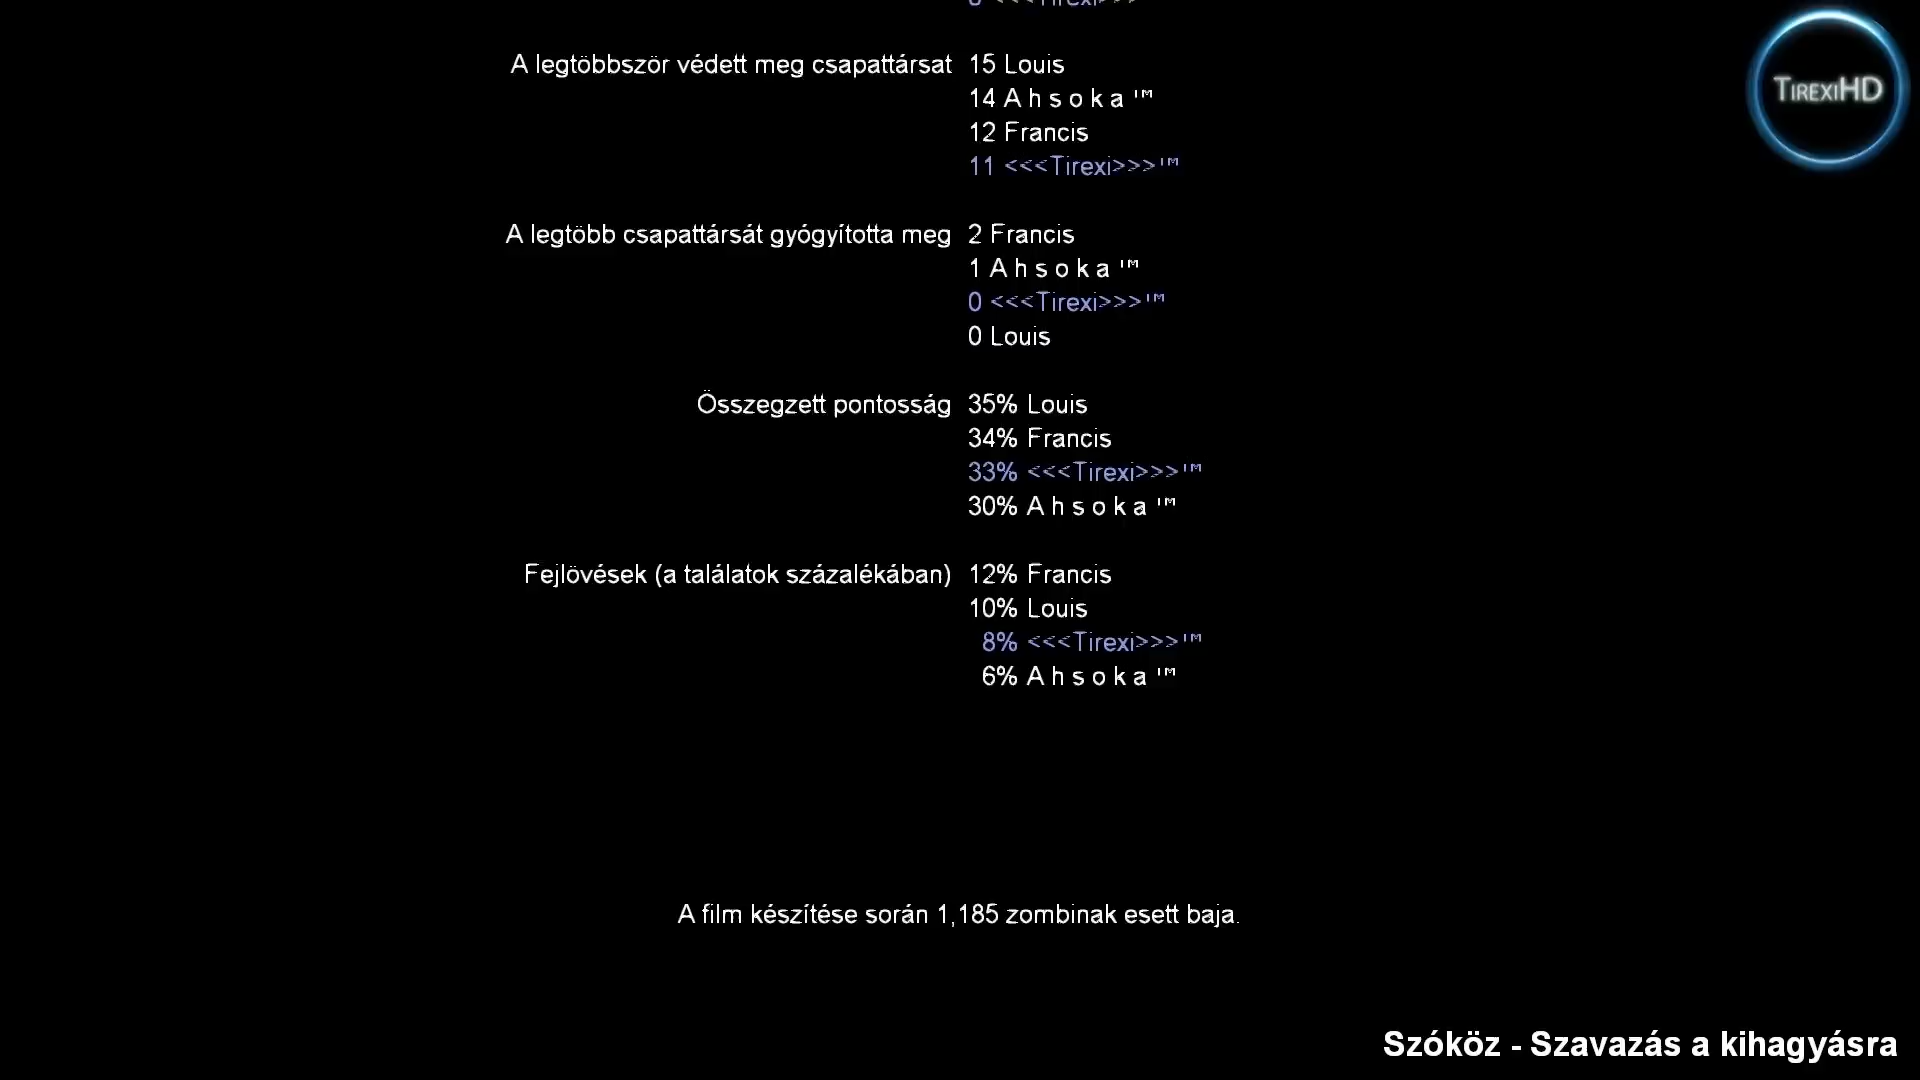 TIREXIHD
A legtöbbször védett meg csapattársat 15 Louis
14 A h s o k a ™
12 Francis
11 <<<Tirexi>>>™
A legtöbb csapattársát gyógyította meg 2 Francis
1 A h s o k a ™
0 <<<Tirexi>>>™
0 Louis
Összegzett pontosság 35% Louis
34% Francis
33% <<<Tirexi>>>™
30% A h s o k a ™
Fejlövések (a találatok százalékában) 12% Francis
10% Louis
8% <<<Tirexi>>>™
6% A h s o k a ™
A film készítése során 1,185 zombinak esett baja.
Szóköz - Szavazás a kihagyásra